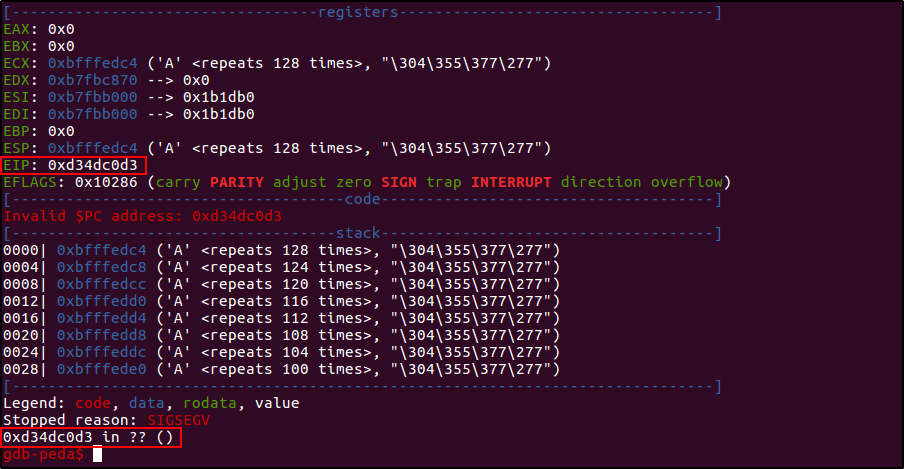 [----------------------------------registers-----------------------------------]
EAX: 0x0
EBX: 0x0
ECX: 0xbfffedc4 ('A' <repeats 128 times>, "\304\355\377\277")
EDX: 0xb7fbc870 --> 0x0
ESI: 0xb7fbb000 --> 0x1b1db0
EDI: 0xb7fbb000 --> 0x1b1db0
EBP: 0x0
ESP: 0xbfffedc4 ('A' <repeats 128 times>, "\304\355\377\277")
EIP: 0xd34dc0d3
EFLAGS: 0x10286 (carry PARITY adjust zero SIGN trap INTERRUPT direction overflow)
[-------------------------------------code-------------------------------------]
Invalid $PC address: 0xd34dc0d3
[------------------------------------stack-------------------------------------]
0000| 0xbfffedc4 ('A' <repeats 128 times>, "\304\355\377\277")
0004| 0xbfffedc8 ('A' <repeats 124 times>, "\304\355\377\277")
0008| 0xbfffedcc ('A' <repeats 120 times>, "\304\355\377\277")
0012| 0xbfffedd0 ('A' <repeats 116 times>, "\304\355\377\277")
0016| 0xbfffedd4 ('A' <repeats 112 times>, "\304\355\377\277")
0020| 0xbfffedd8 ('A' <repeats 108 times>, "\304\355\377\277")
0024| 0xbfffeddc ('A' <repeats 104 times>, "\304\355\377\277")
0028| 0xbfffede0 ('A' <repeats 100 times>, "\304\355\377\277")
[------------------------------------------------------------------------------]
Legend: code, data, rodata, value
Stopped reason: SIGSEGV
0xd34dc0d3 in ?? ()
gdb-peda$